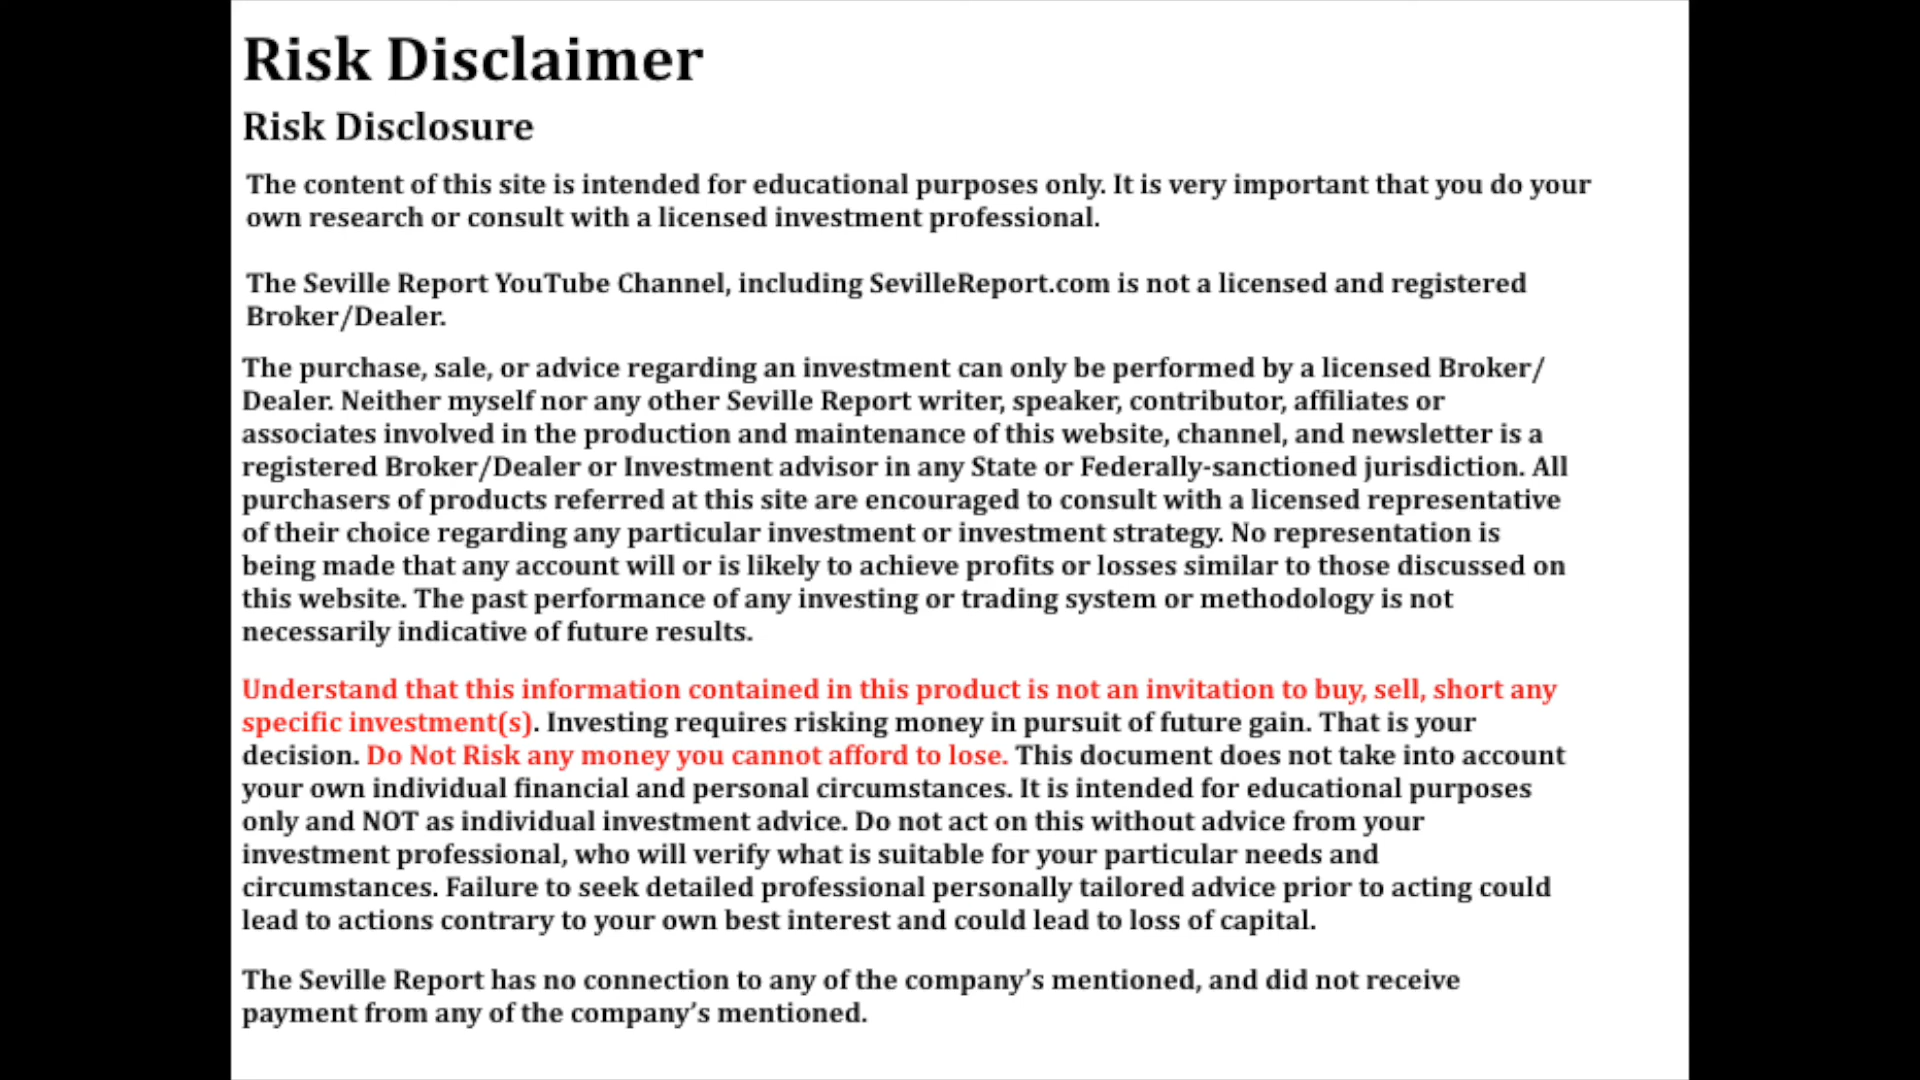 Risk Disclaimer
Risk Disclosure
The content of this site is intended for educational purposes only. It is very important that you do your
own research or consult with a licensed investment professional.
The Seville Report YouTube Channel, including SevilleReport.com is not a licensed and registered
Broker/Dealer.
The purchase, sale, or advice regarding an investment can only be performed by a licensed Broker/
Dealer. Neither myself nor any other Seville Report writer, speaker, contributor, affiliates or
associates involved in the production and maintenance of this website, channel, and newsletter is a
registered Broker/Dealer or Investment advisor in any State or Federally-sanctioned jurisdiction. All
purchasers of products referred at this site are encouraged to consult with a licensed representative
of their choice regarding any particular investment or investment strategy. No representation is
being made that any account will or is likely to achieve profits or losses similar to those discussed on
this website. The past performance of any investing or trading system or methodology is not
necessarily indicative of future results.
Understand that this information contained in this product is not an invitation to buy, sell, short any
specific investment(s). Investing requires risking money in pursuit of future gain. That is your
decision. Do Not Risk any money you cannot afford to lose. This document does not take into account
your own individual financial and personal circumstances. It is intended for educational purposes
only and NOT as individual investment advice. Do not act on this without advice from your
investment professional, who will verify what is suitable for your particular needs and
circumstances. Failure to seek detailed professional personally tailored advice prior to acting could
lead to actions contrary to your own best interest and could lead to loss of capital.
The Seville Report has no connection to any of the company’s mentioned, and did not receive
payment from any of the company’s mentioned.